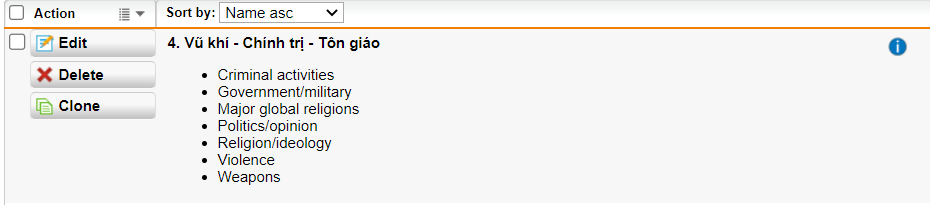 Action
Sort by: Name asc
Edit
4. Vũ khí - Chính trị - Tôn giáo
Delete
Clone
Criminal activities
Government/military
Major global religions
Politics/opinion
Religion/ideology
Violence
Weapons